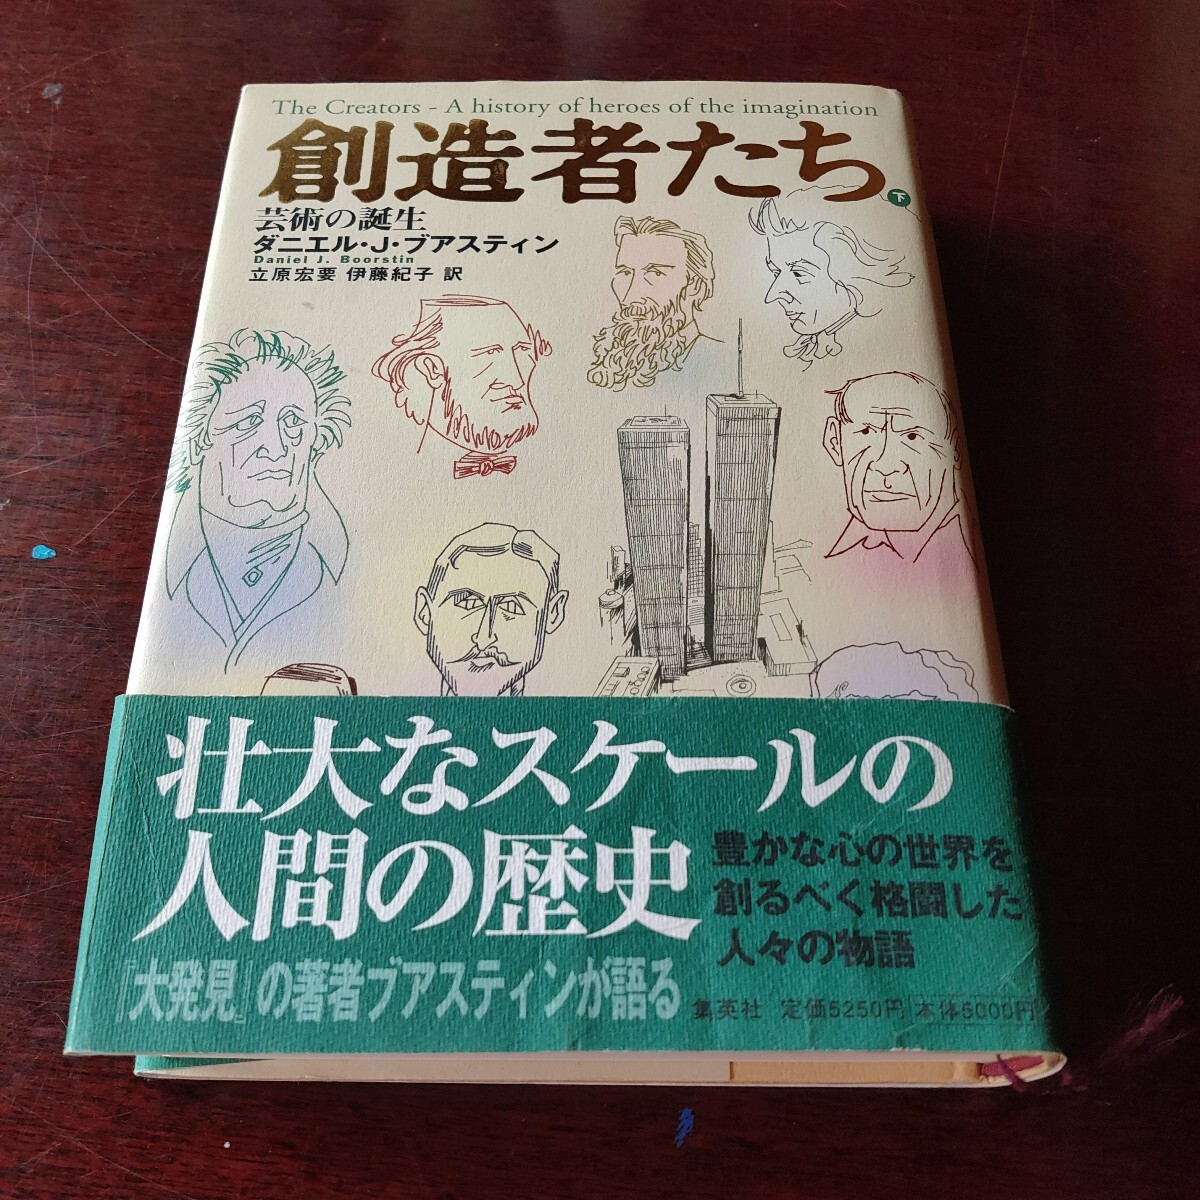 The Creators - A history of heroes of the imagination
創造者たち 下
芸術の誕生
ダニエル・J・ブアスティン
Daniel J. Boorstin
立原宏要 伊藤紀子 訳
壮大なスケールの
人間の歴史
豊かな心の世界を
創るべく格闘した
人々の物語
『大発見』の著者ブアスティンが語る
集英社 定価5250円 本体5000円